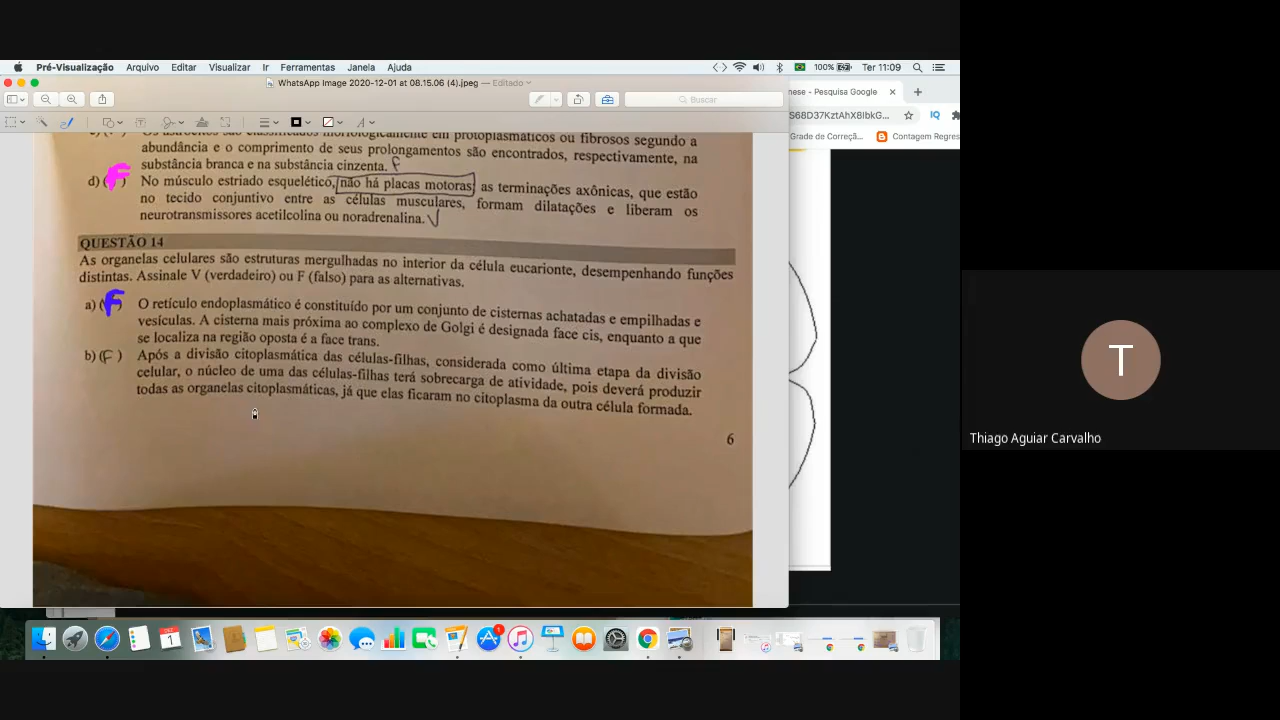 Pré-Visualização Arquivo Editar Visualizar Ir Ferramentas Janela Ajuda 100% Ter 11:09
WhatsApp Image 2020-12-01 at 08.15.06 (4).jpeg — Editado
nese - Pesquisa Google
Buscar
S68D37KztAhX8IbkG
IQ
Grade de Correçã...
Contagem Regres
abundância e o comprimento de seus prolongamentos são encontrados, respectivamente, na
substância branca e na substância cinzenta. F
d) (F) No músculo estriado esquelético, não há placas motoras, as terminações axônicas, que estão
no tecido conjuntivo entre as células musculares, formam dilatações e liberam os
neurotransmissores acetilcolina ou noradrenalina. V
QUESTÃO 14
As organelas celulares são estruturas mergulhadas no interior da célula eucarionte, desempenhando funções
distintas. Assinale V (verdadeiro) ou F (falso) para as alternativas.
a) (F) O retículo endoplasmático é constituído por um conjunto de cisternas achatadas e empilhadas e
vesículas. A cisterna mais próxima ao complexo de Golgi é designada face cis, enquanto a que
se localiza na região oposta é a face trans.
b) (F) Após a divisão citoplasmática das células-filhas, considerada como última etapa da divisão
celular, o núcleo de uma das células-filhas terá sobrecarga de atividade, pois deverá produzir
todas as organelas citoplasmáticas, já que elas ficaram no citoplasma da outra célula formada.
6
T
Thiago Aguiar Carvalho